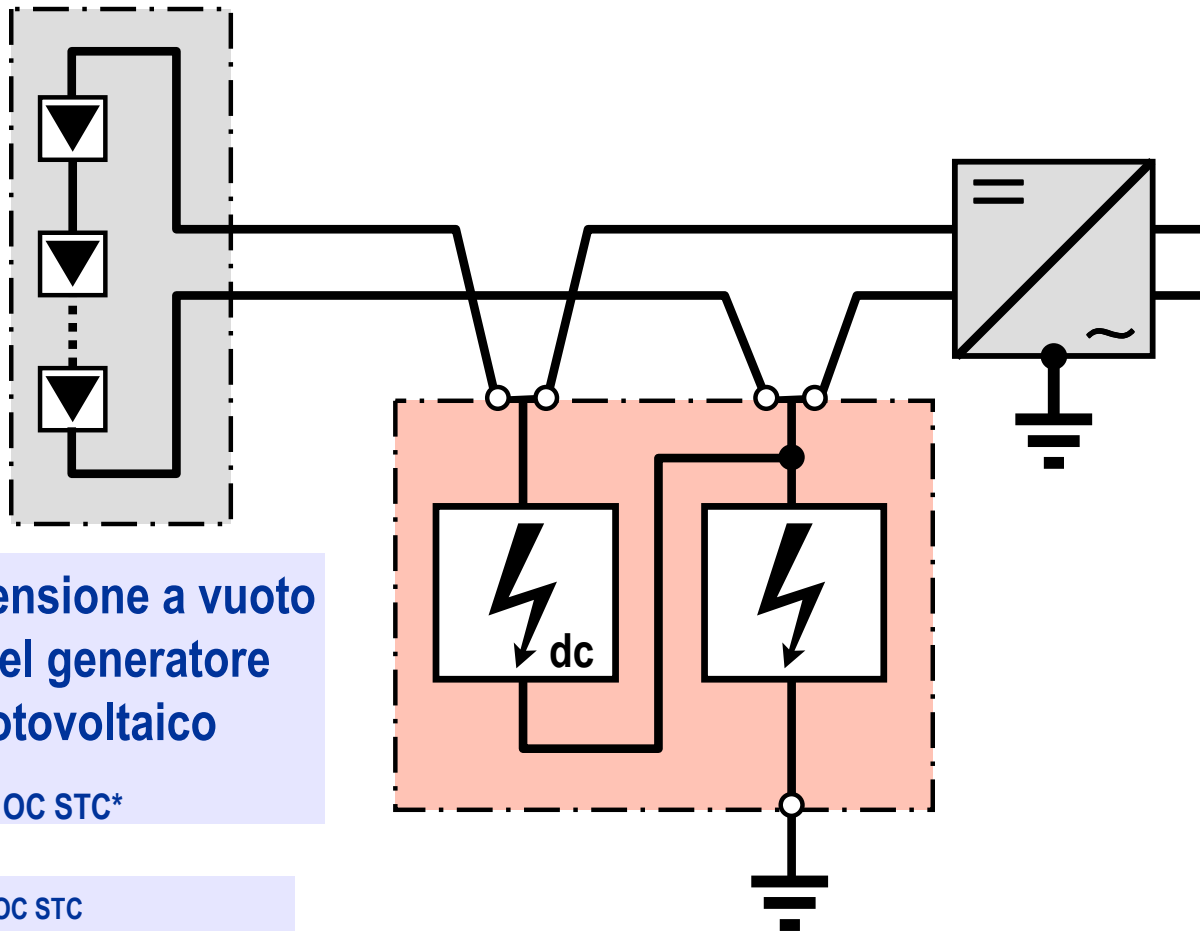 dc
ensione a vuoto
el generatore
otovoltaico
OC STC*
OC STC